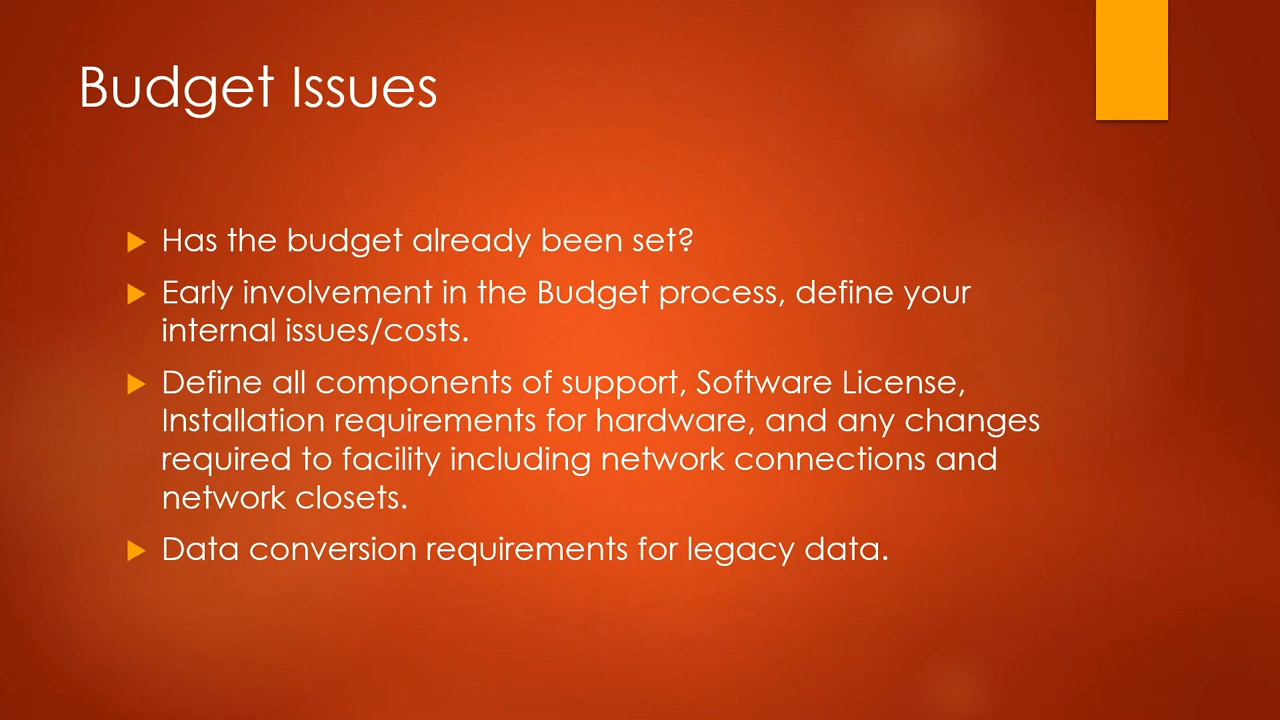 Budget Issues
Has the budget already been set?
Early involvement in the Budget process, define your
internal issues/costs.
Define all components of support, Software License,
Installation requirements for hardware, and any changes
required to facility including network connections and
network closets.
Data conversion requirements for legacy data.